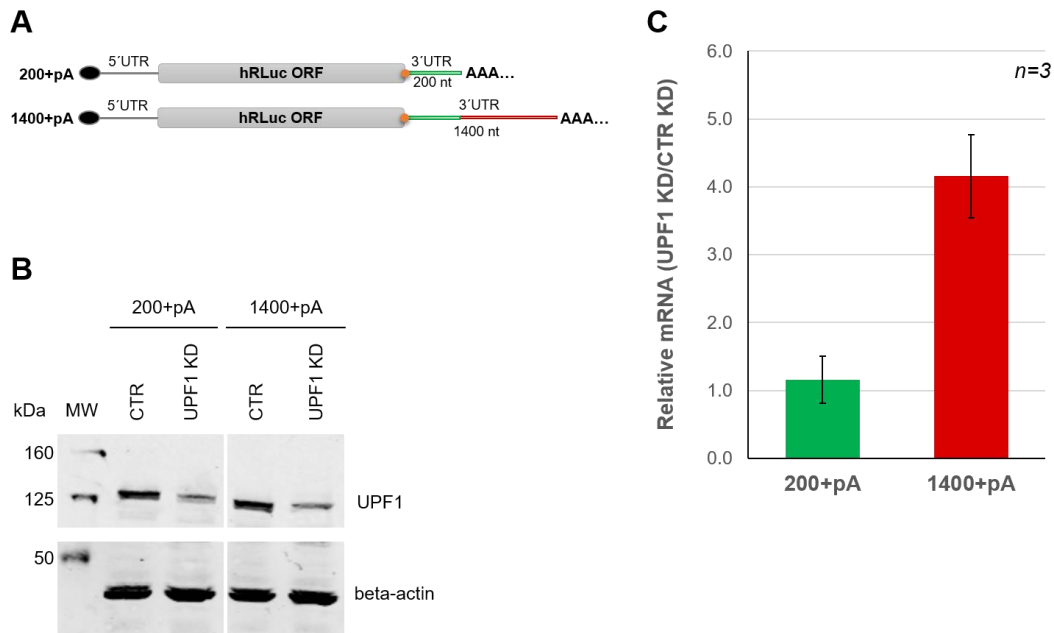 A
200+pA
5´UTR
hRLuc ORF
3´UTR
200 nt
AAA...
1400+pA
5´UTR
hRLuc ORF
3´UTR
1400 nt
AAA...
B
200+pA
1400+pA
kDa
MW
CTR
UPF1 KD
CTR
UPF1 KD
160
125
UPF1
50
beta-actin
C
Relative mRNA (UPF1 KD/CTR KD)
6.0
n=3
5.0
4.0
3.0
2.0
1.0
0.0
200+pA
1400+pA